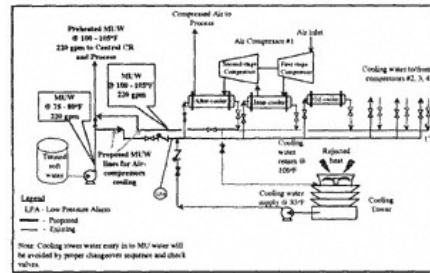 Compressed Air to
Process
Air Inlet
Preheated MUW
@ 100 - 105°F
220 gpm to Central CR
and Process
Air Compressor #1
Second stage
Compressor
First stage
Compressor
Cooling water to/from
compressors #2, 3, 4
MUW
@ 75 - 80°F
220 gpm
MUW
@ 100 - 105°F
220 gpm
After-cooler
Inter-cooler
Oil cooler
Proposed MUW
lines for Air-
compressors
cooling
Cooling
water
return @
106°F
Rejected
heat
soft
water
Cooling water
supply @ 85°F
Cooling
Tower
Legend
LPA - Low Pressure Alarm
- Proposed
- Existing
Note: Cooling tower water entry in to MU water will
be avoided by proper changeover sequence and check
valves.